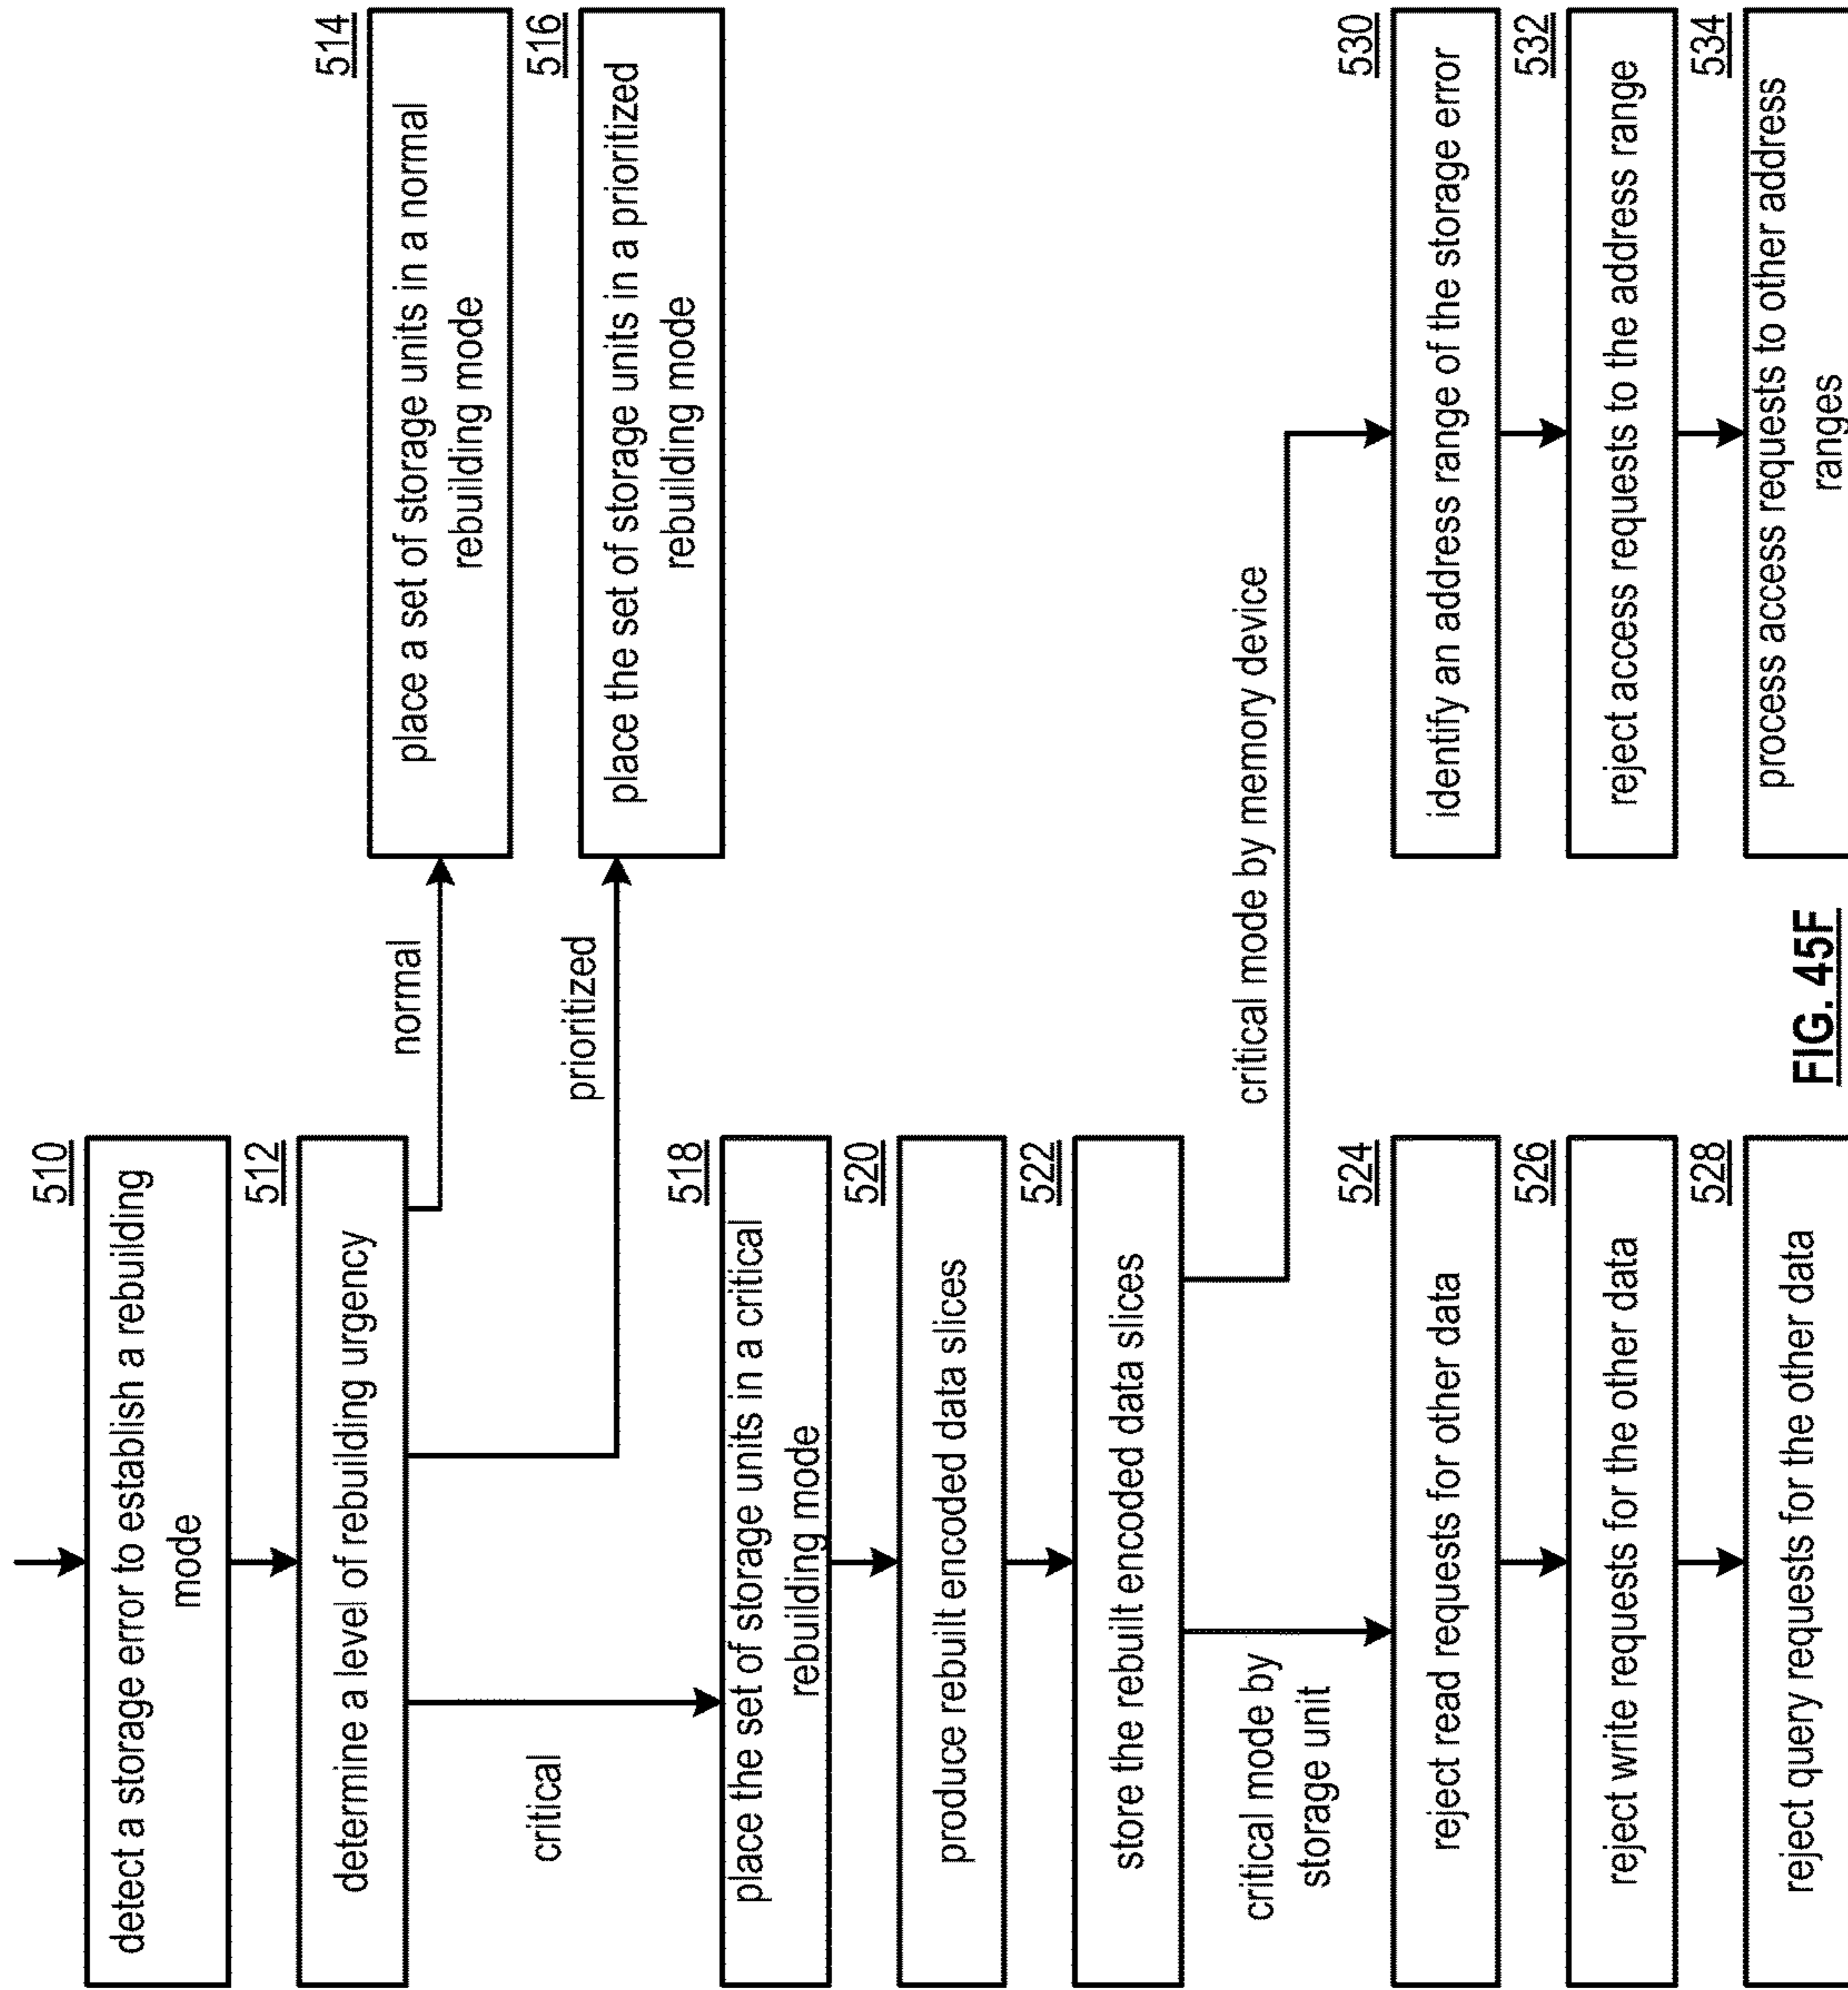 510
detect a storage error to establish a rebuilding
mode
512
determine a level of rebuilding urgency
normal
514
place a set of storage units in a normal
rebuilding mode
prioritized
516
place the set of storage units in a prioritized
rebuilding mode
critical
518
place the set of storage units in a critical
rebuilding mode
520
produce rebuilt encoded data slices
522
store the rebuilt encoded data slices
critical mode by
storage unit
524
reject read requests for other data
526
reject write requests for the other data
528
reject query requests for the other data
critical mode by memory device
530
identify an address range of the storage error
532
reject access requests to the address range
534
process access requests to other address
ranges
FIG. 45F